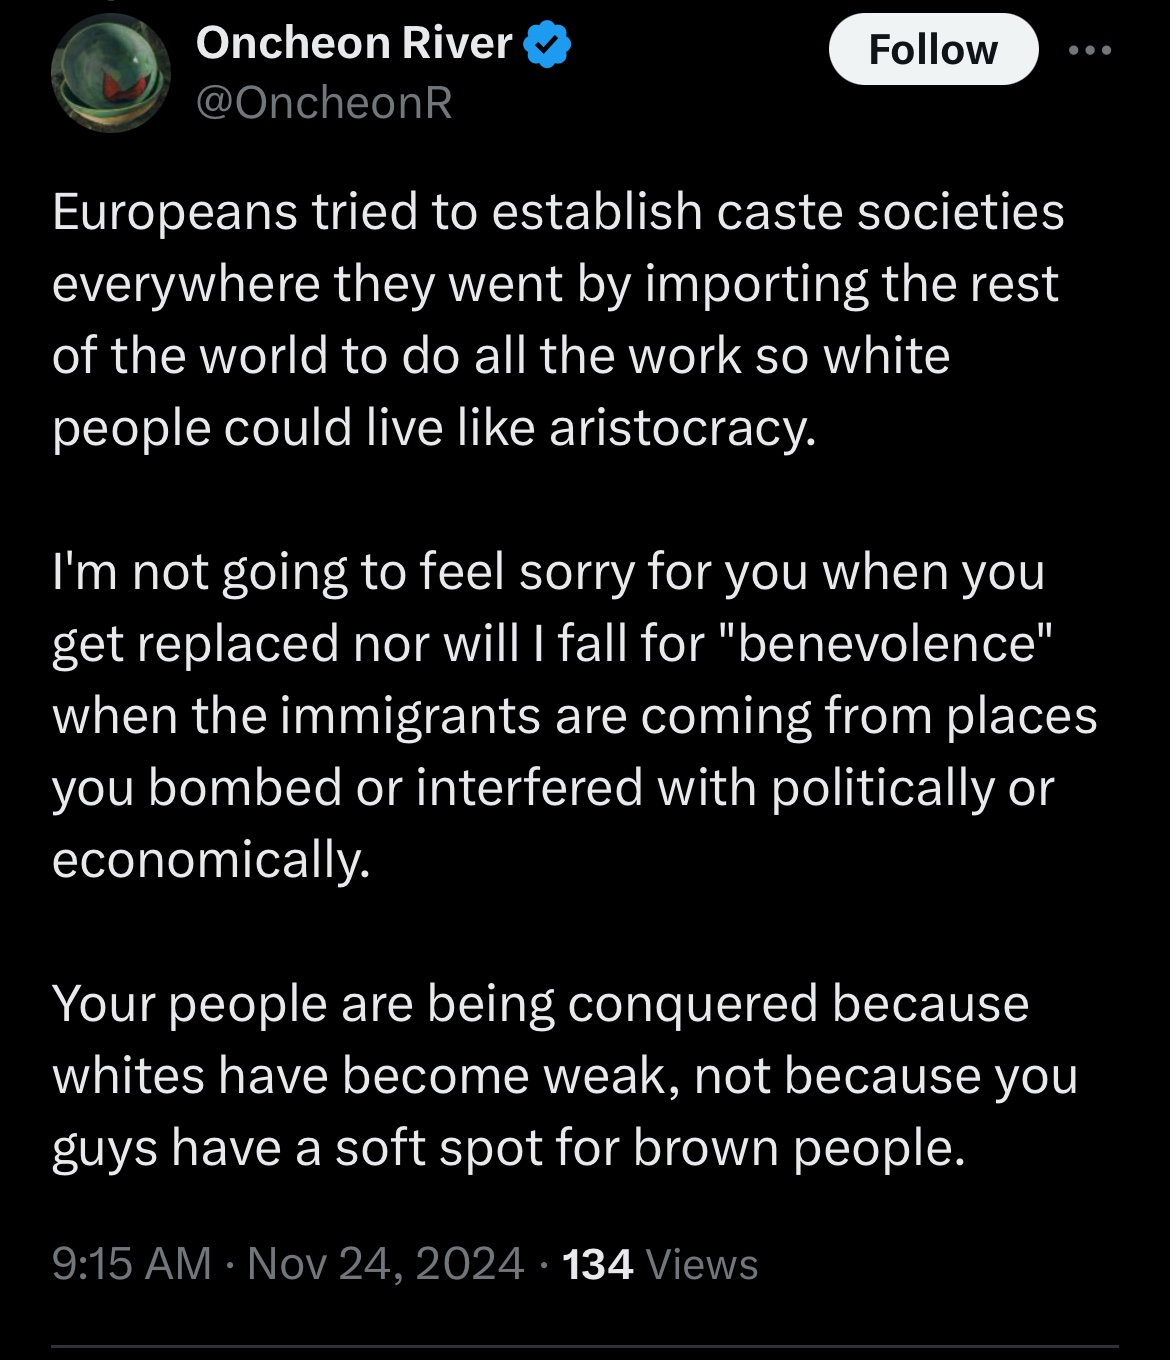 Oncheon River
Follow
@OncheonR
Europeans tried to establish caste societies
everywhere they went by importing the rest
of the world to do all the work so white
people could live like aristocracy.
I'm not going to feel sorry for you when you
get replaced nor will I fall for "benevolence"
when the immigrants are coming from places
you bombed or interfered with politically or
economically.
Your people are being conquered because
whites have become weak, not because you
guys have a soft spot for brown people.
9:15 AM · Nov 24, 2024 · 134 Views